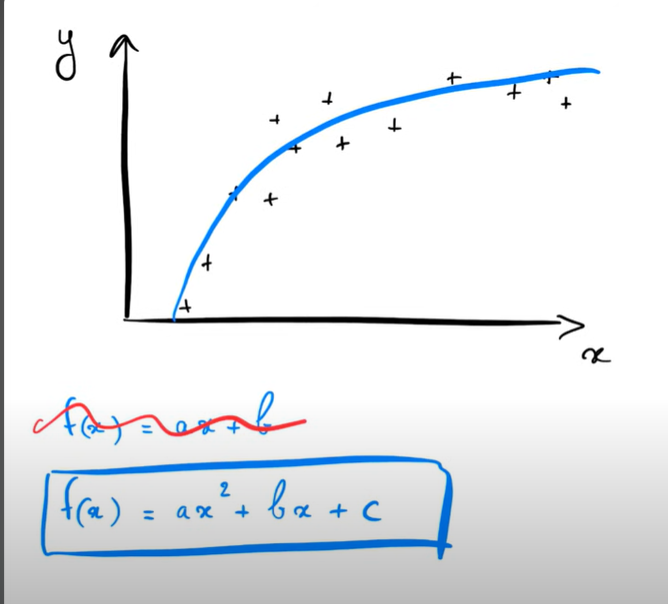 y
x
f(x) = ax + b
f(x) = ax² + bx + c